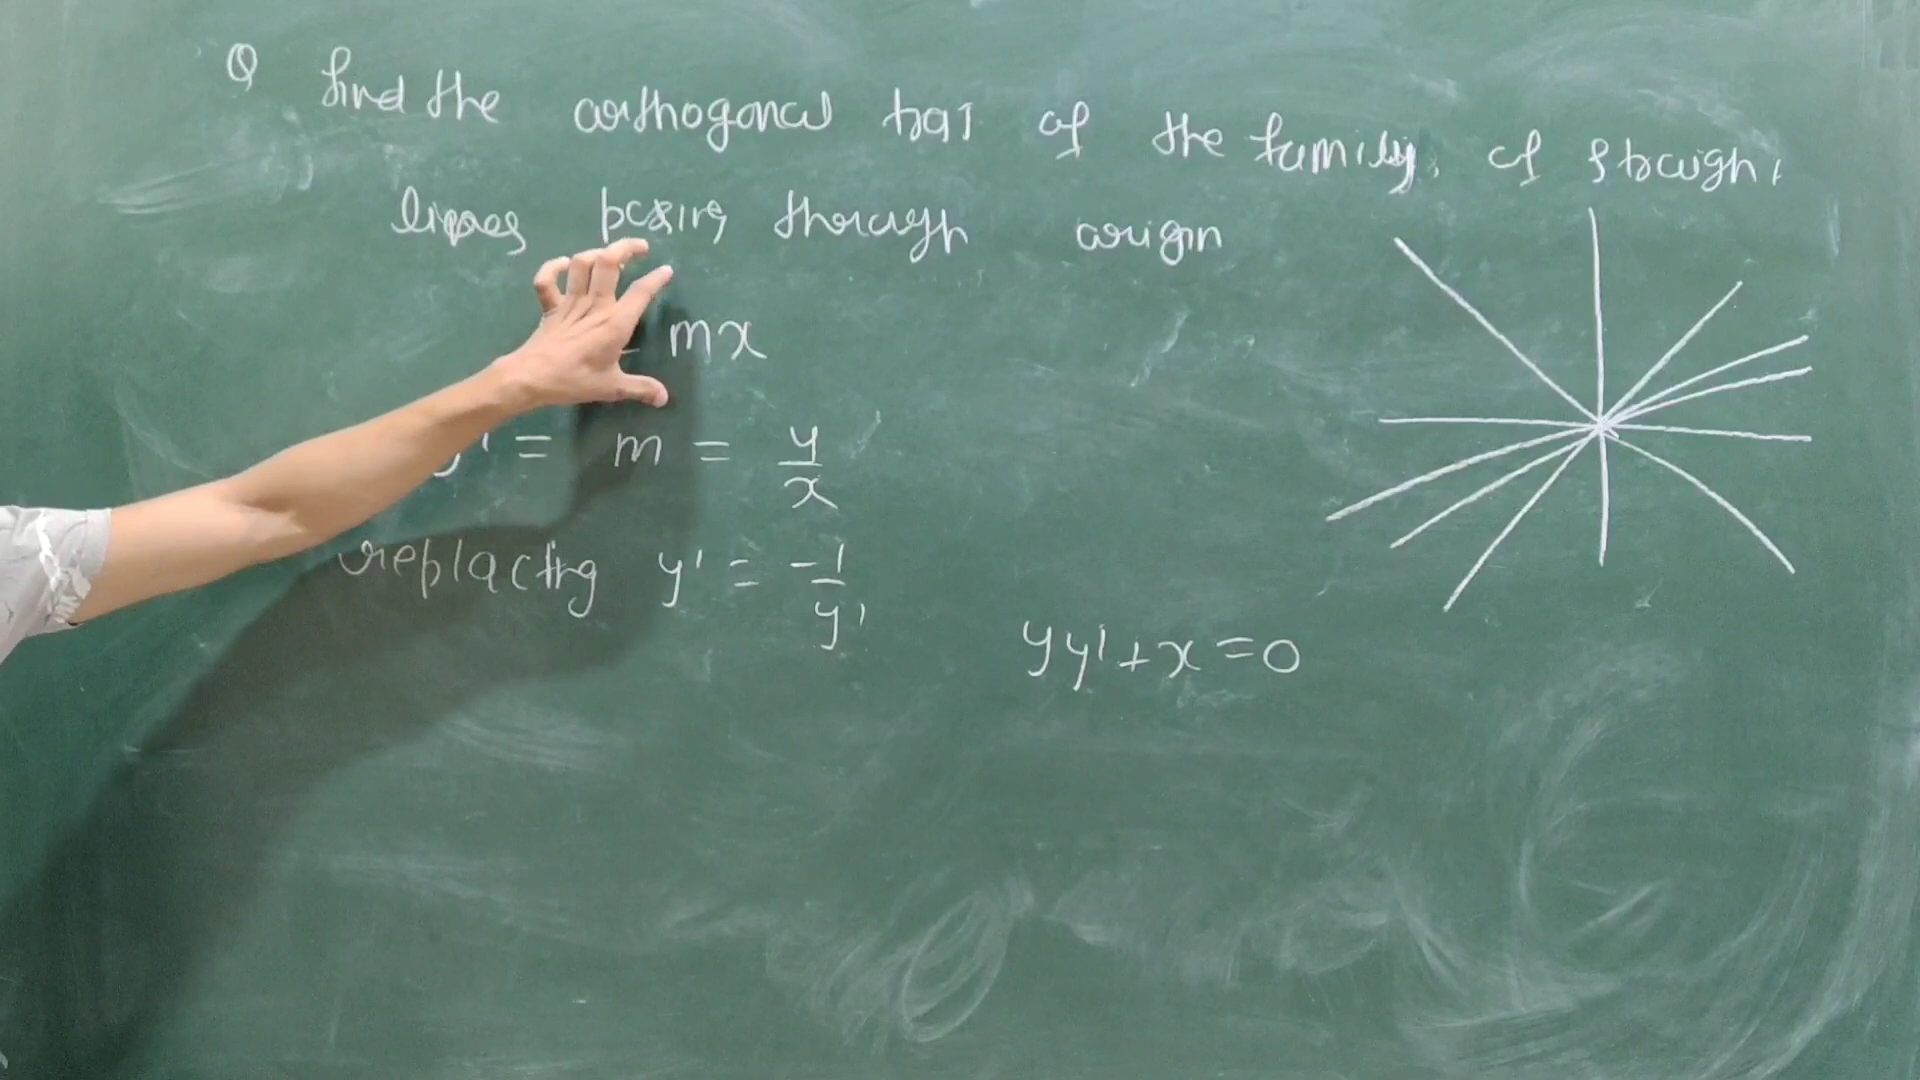 Q find the orthogonal traj of the family of straight
lines passing through origin
= mx
y' = m = y/x
replacing y' = -1/y'
yy' + x = 0